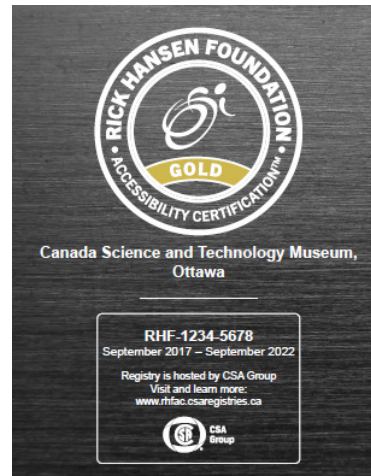 RICK HANSEN FOUNDATION
GOLD
• ACCESSIBILITY CERTIFICATION™ •
Canada Science and Technology Museum,
Ottawa
RHF-1234-5678
September 2017 – September 2022
Registry is hosted by CSA Group
Visit and learn more:
www.rhfac.csaregistries.ca
CSA
Group